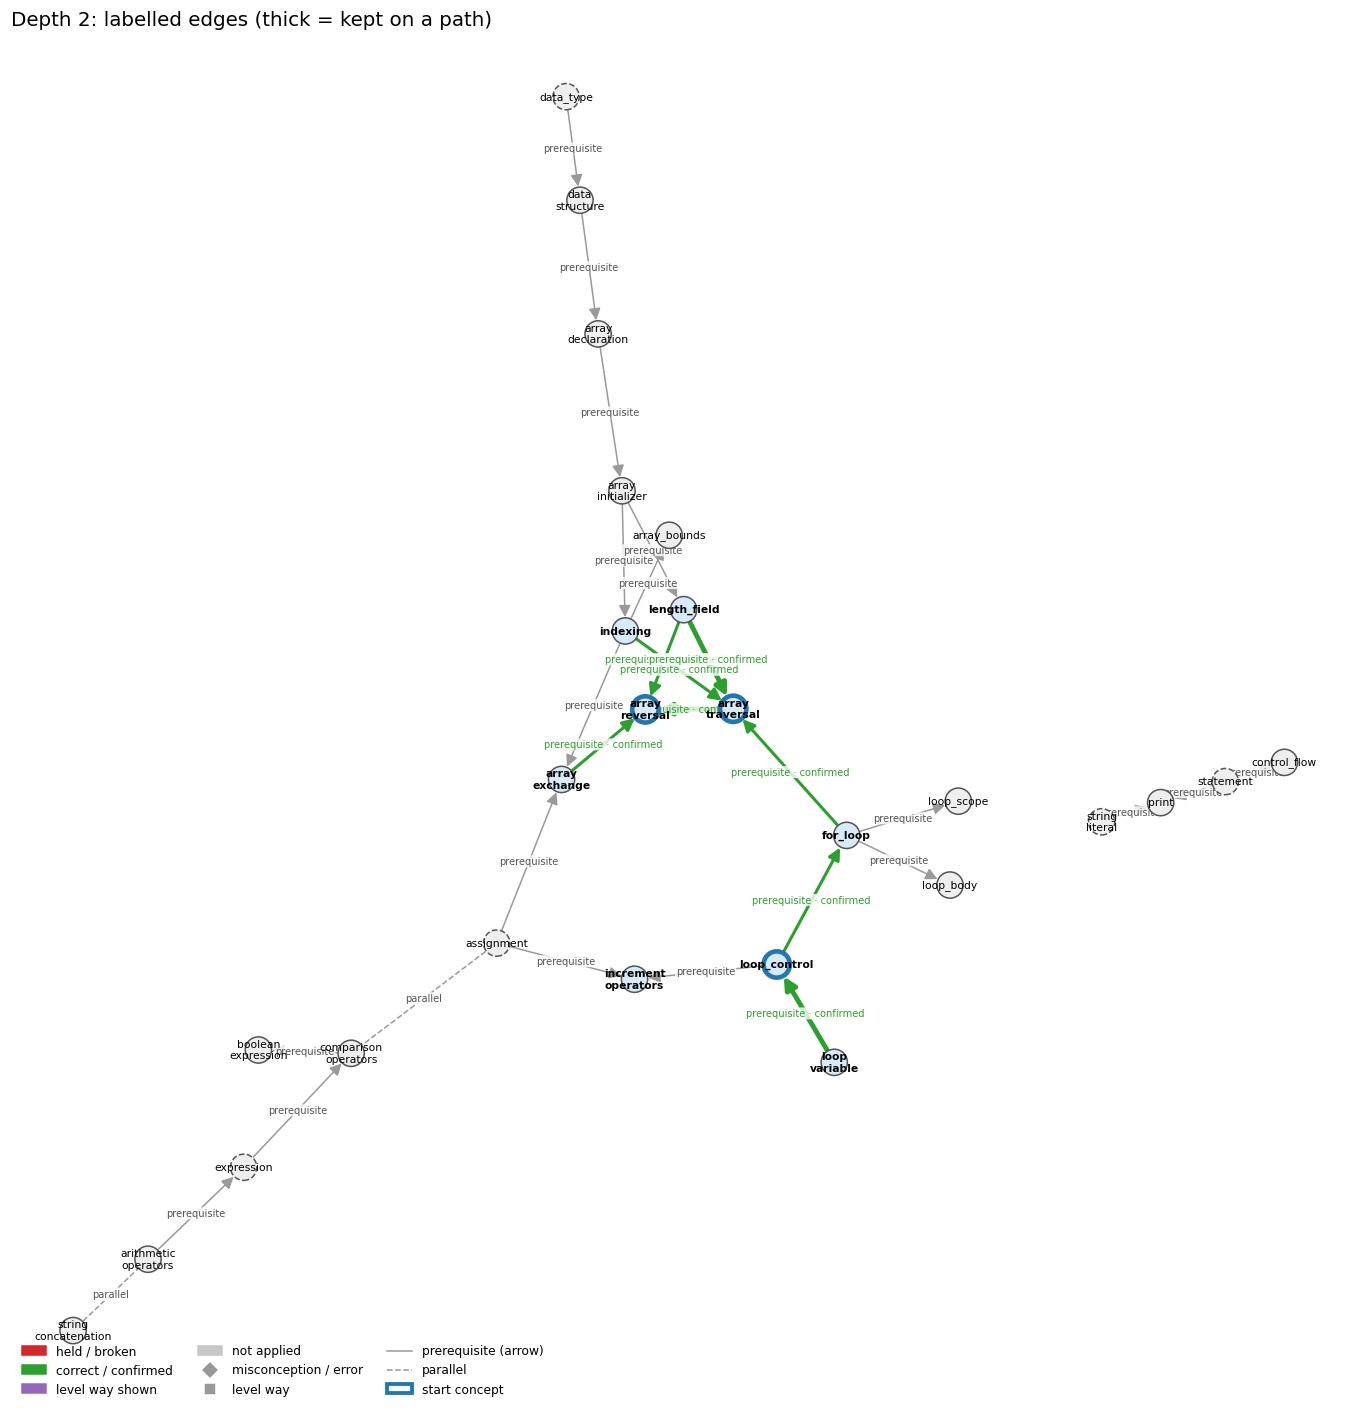 Depth 2: labelled edges (thick = kept on a path)
data_type
prerequisite
data
structure
prerequisite
array
declaration
prerequisite
array
initializer
array_bounds
prerequisite
prerequisite
prerequisite
length_field
indexing
prerequisite · confirmed
prerequisite · confirmed
prerequisite
array
reversal
array
traversal
prerequisite · confirmed
array
exchange
prerequisite · confirmed
control_flow
statement
print
string
literal
loop_scope
prerequisite
for_loop
prerequisite
loop_body
prerequisite
prerequisite · confirmed
assignment
prerequisite
increment
operators
prerequisite
loop_control
parallel
prerequisite · confirmed
boolean
expression
prerequisite
comparison
operators
loop
variable
prerequisite
expression
prerequisite
arithmetic
operators
parallel
string
concatenation
held / broken
correct / confirmed
level way shown
not applied
misconception / error
level way
prerequisite (arrow)
parallel
start concept